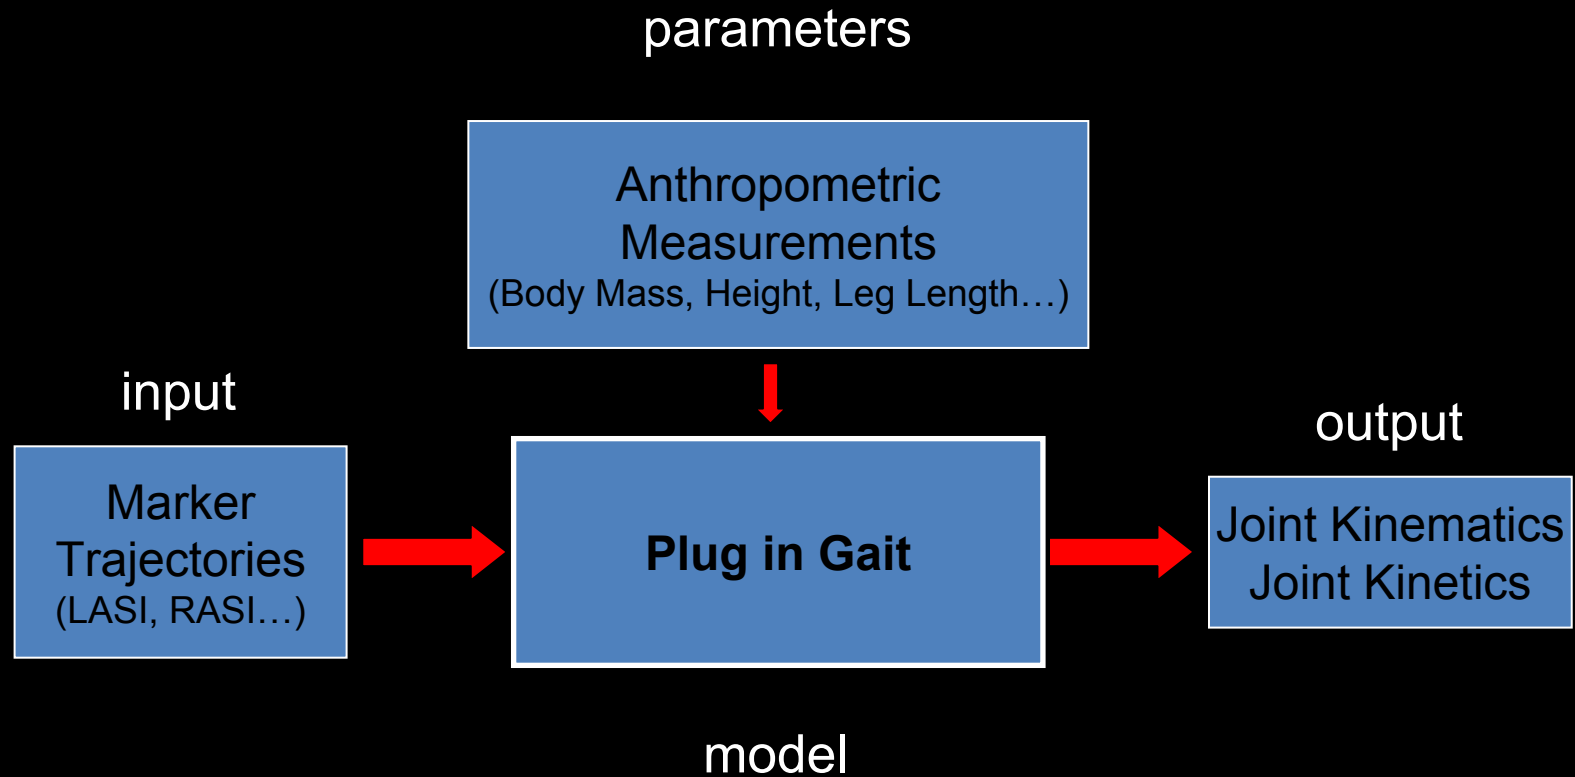 parameters
Anthropometric
Measurements
(Body Mass, Height, Leg Length…)
input
Marker
Trajectories
(LASI, RASI…)
Plug in Gait
output
Joint Kinematics
Joint Kinetics
model